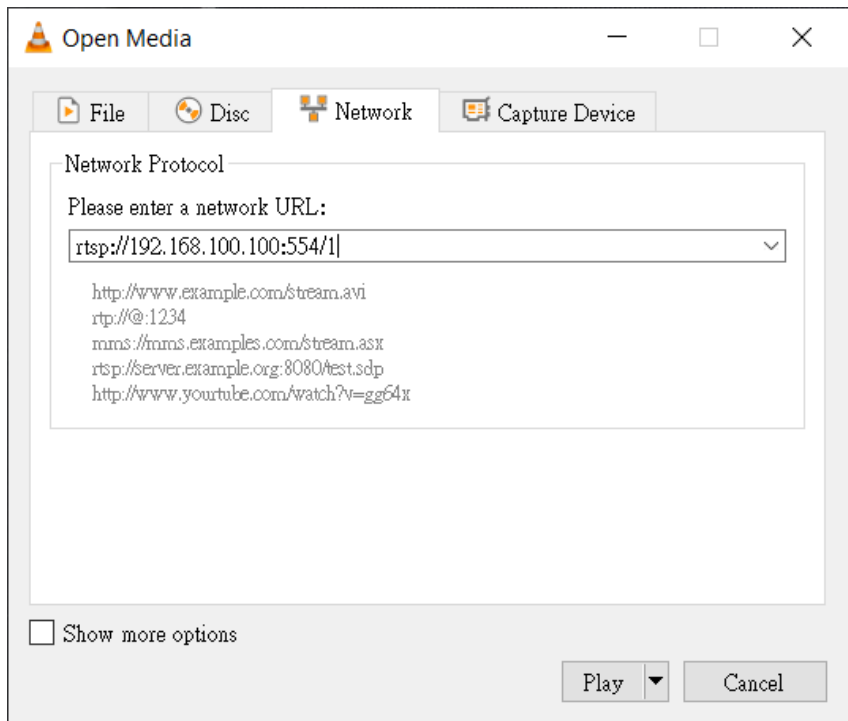 Open Media
File Disc Network Capture Device
Network Protocol
Please enter a network URL:
rtsp://192.168.100.100:554/1
http://www.example.com/stream.avi
rtp://@:1234
mms://mms.examples.com/stream.asx
rtsp://server.example.org:8080/test.sdp
http://www.yourtube.com/watch?v=gg64x
Show more options
Play Cancel